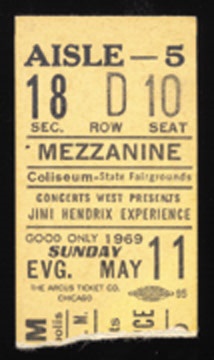 AISLE — 5
18 D 10
SEC. ROW SEAT
MEZZANINE
Coliseum-State Fairgrounds
CONCERTS WEST PRESENTS
JIMI HENDRIX EXPERIENCE
GOOD ONLY 1969
SUNDAY
EVG. MAY 11
THE ARCUS TICKET CO.
CHICAGO